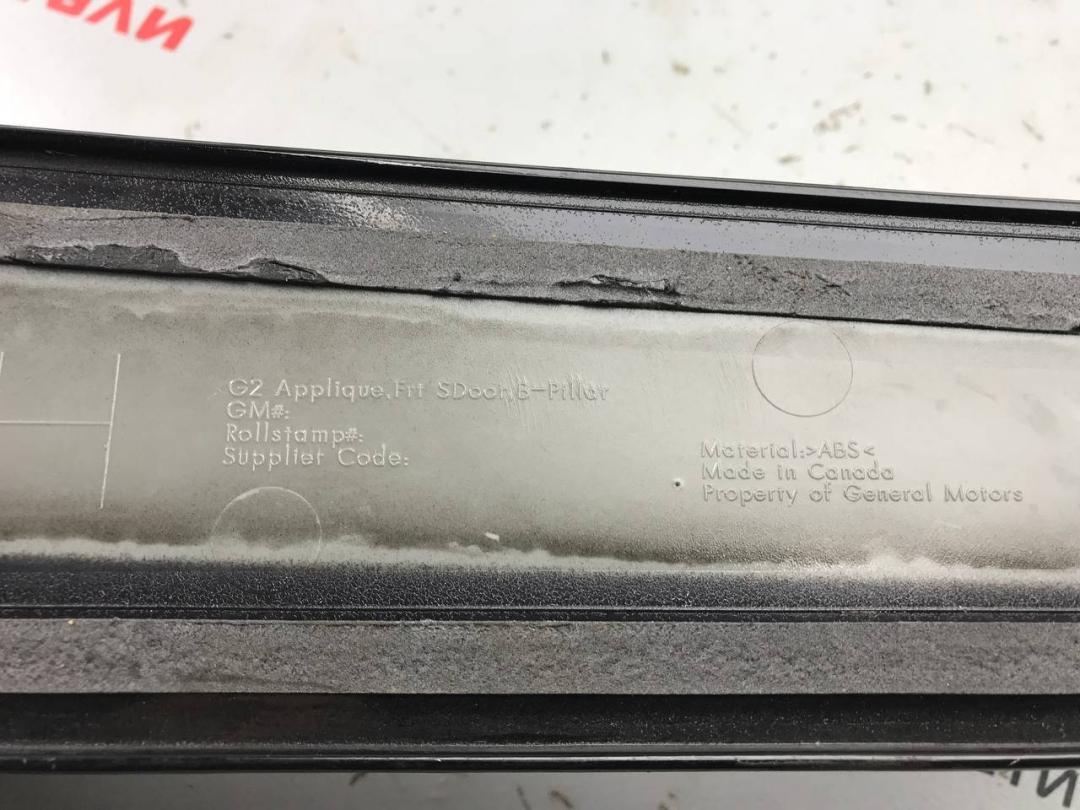 G2 Applique,Frt SDoor,B-Pillar
GM#:
Rollstamp#:
Supplier Code:
Material:>ABS<
Made in Canada
Property of General Motors